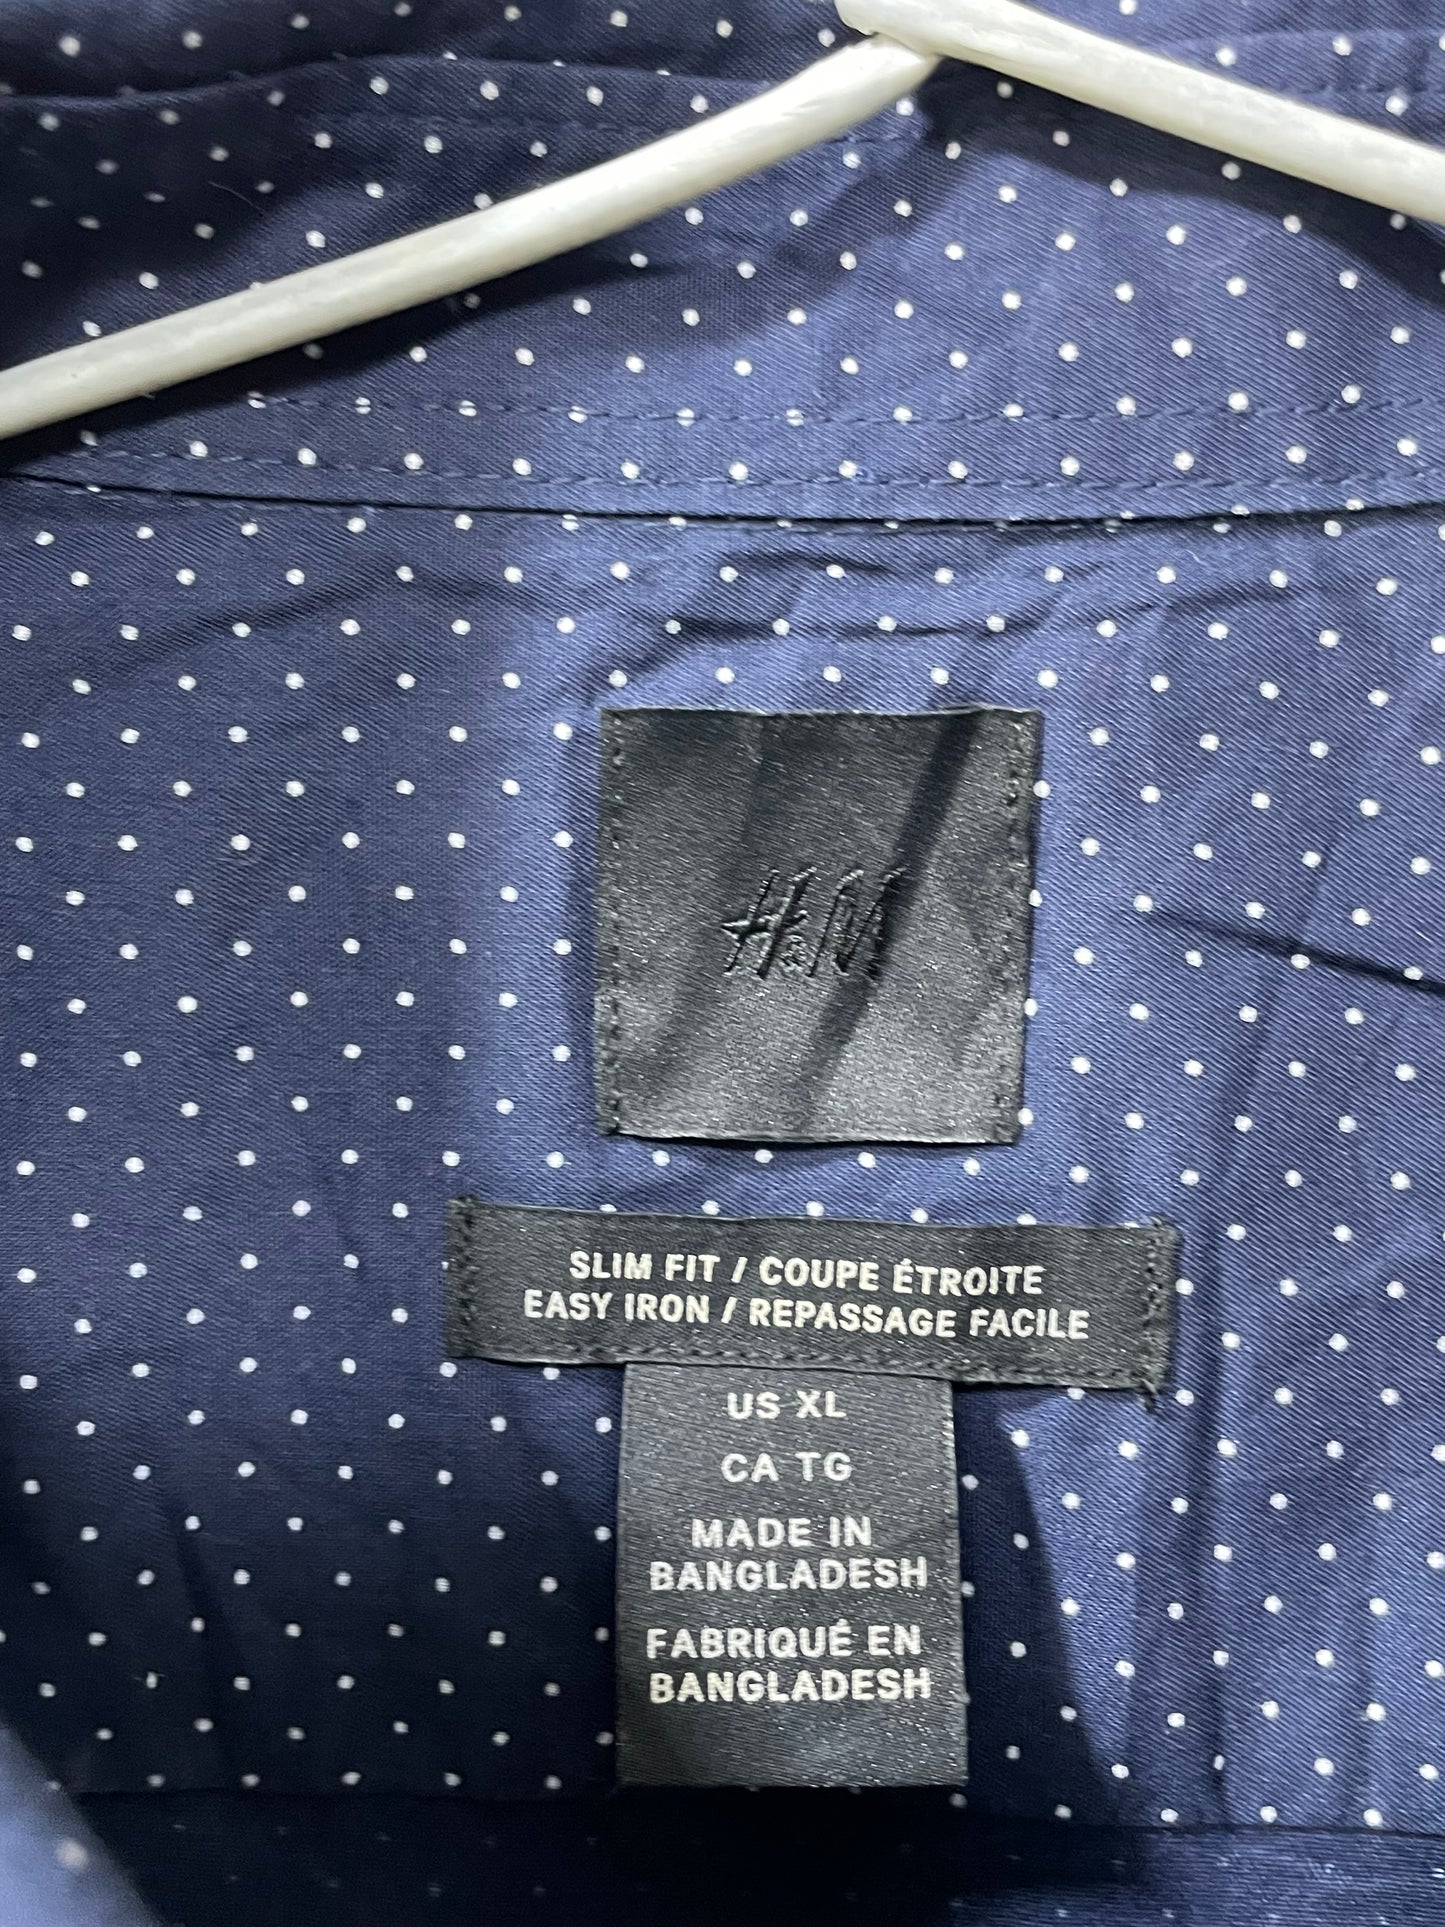 H&M
SLIM FIT / COUPE ÉTROITE
EASY IRON / REPASSAGE FACILE
US XL
CA TG
MADE IN
BANGLADESH
FABRIQUÉ EN
BANGLADESH